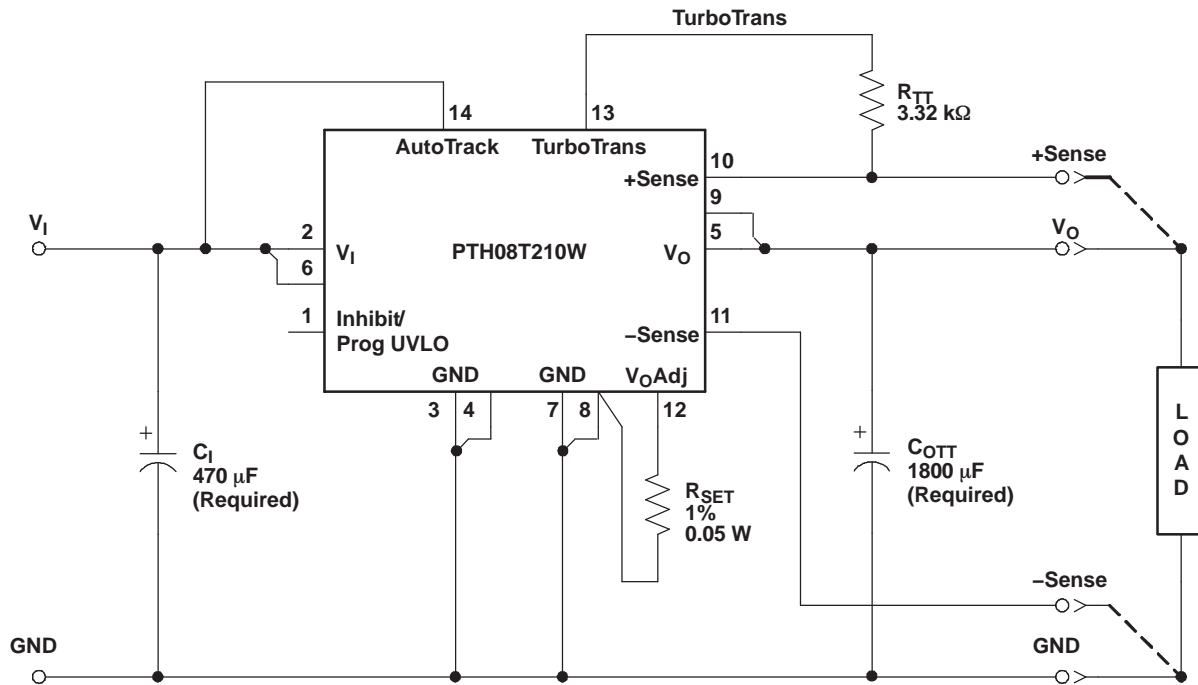 TurboTrans
R_TT
3.32 kΩ
14
13
AutoTrack
TurboTrans
10
+Sense
+Sense
9
V_I
2
V_I
PTH08T210W
5
V_O
V_O
6
1
Inhibit/
Prog UVLO
11
−Sense
GND
GND
V_OAdj
3
4
7
8
12
+
C_I
470 μF
(Required)
R_SET
1%
0.05 W
+
C_OTT
1800 μF
(Required)
L
O
A
D
−Sense
GND
GND